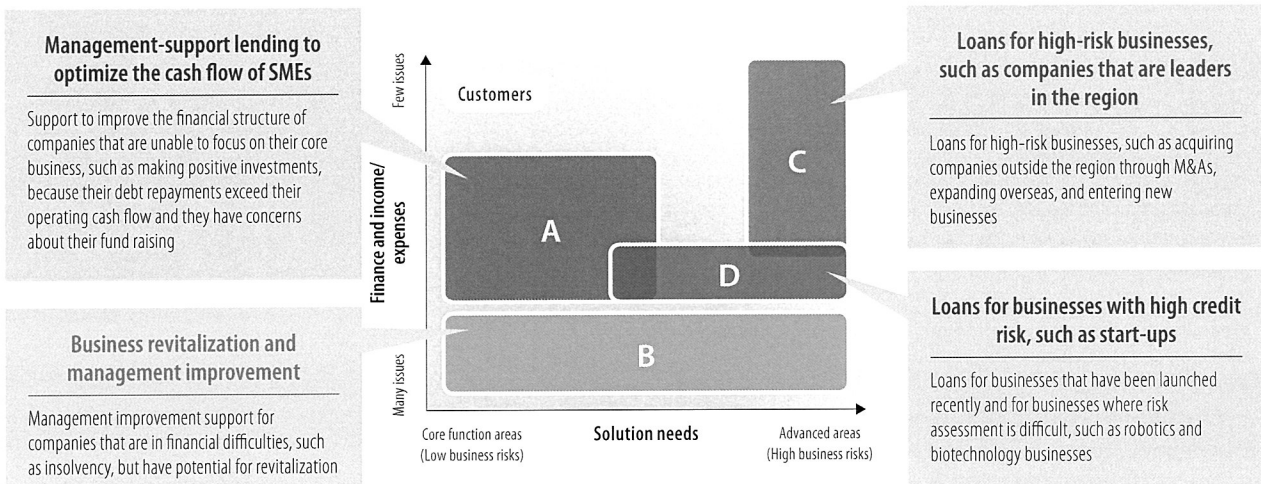 Management-support lending to
optimize the cash flow of SMEs
Support to improve the financial structure of
companies that are unable to focus on their core
business, such as making positive investments,
because their debt repayments exceed their
operating cash flow and they have concerns
about their fund raising
Business revitalization and
management improvement
Management improvement support for
companies that are in financial difficulties, such
as insolvency, but have potential for revitalization
Finance and income/
expenses
Few issues
Many issues
Customers
A
C
D
B
Core function areas
(Low business risks)
Solution needs
Advanced areas
(High business risks)
Loans for high-risk businesses,
such as companies that are leaders
in the region
Loans for high-risk businesses, such as acquiring
companies outside the region through M&As,
expanding overseas, and entering new
businesses
Loans for businesses with high credit
risk, such as start-ups
Loans for businesses that have been launched
recently and for businesses where risk
assessment is difficult, such as robotics and
biotechnology businesses